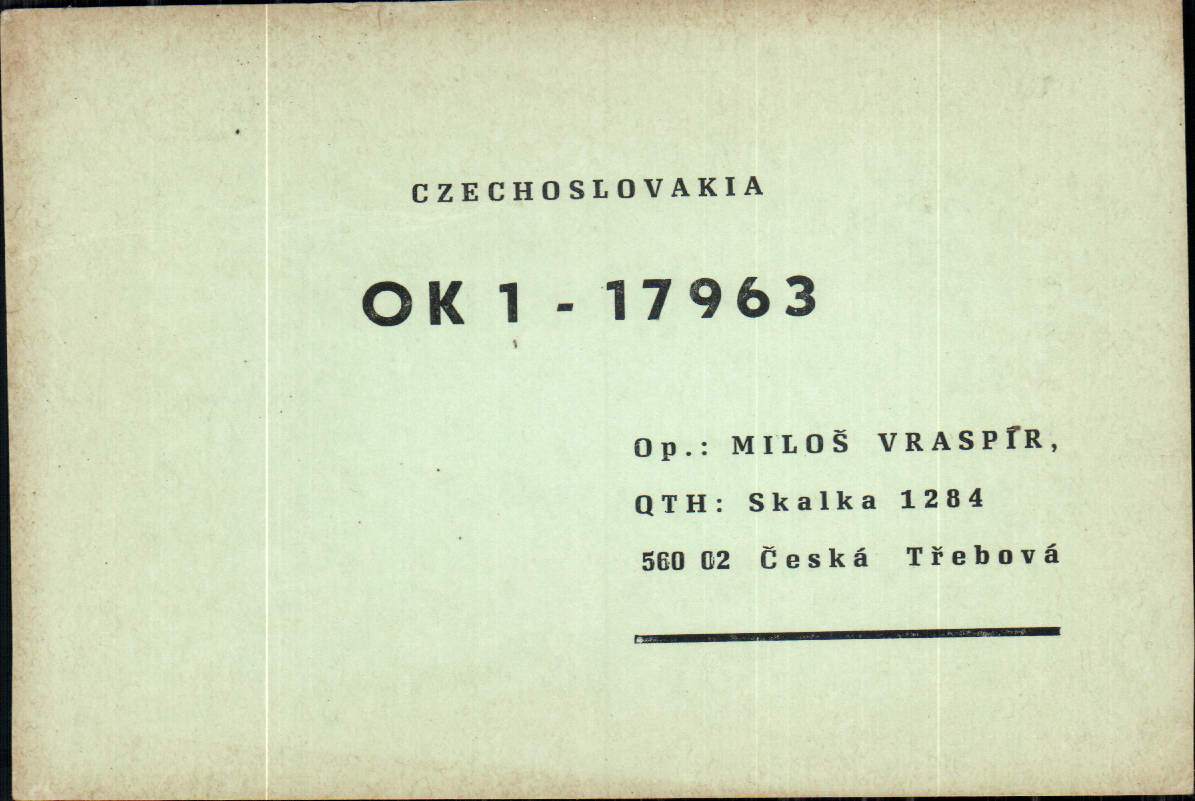 CZECHOSLOVAKIA
OK 1 - 17963
Op.: MILOŠ VRASPÍR,
QTH: Skalka 1284
560 02 Česká Třebová